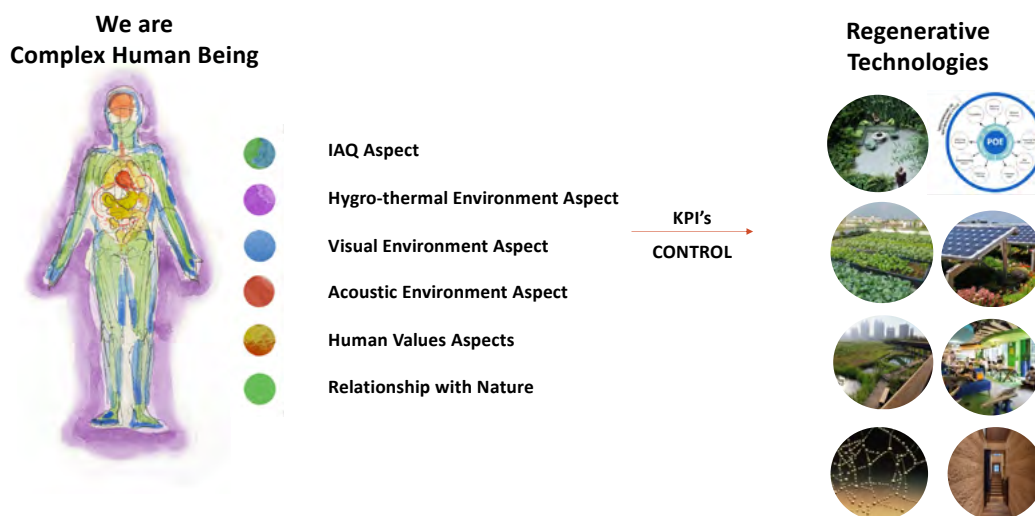 We are
Complex Human Being
Regenerative
Technologies
IAQ Aspect
Hygro-thermal Environment Aspect
Visual Environment Aspect
Acoustic Environment Aspect
Human Values Aspects
Relationship with Nature
KPI's
CONTROL
POE